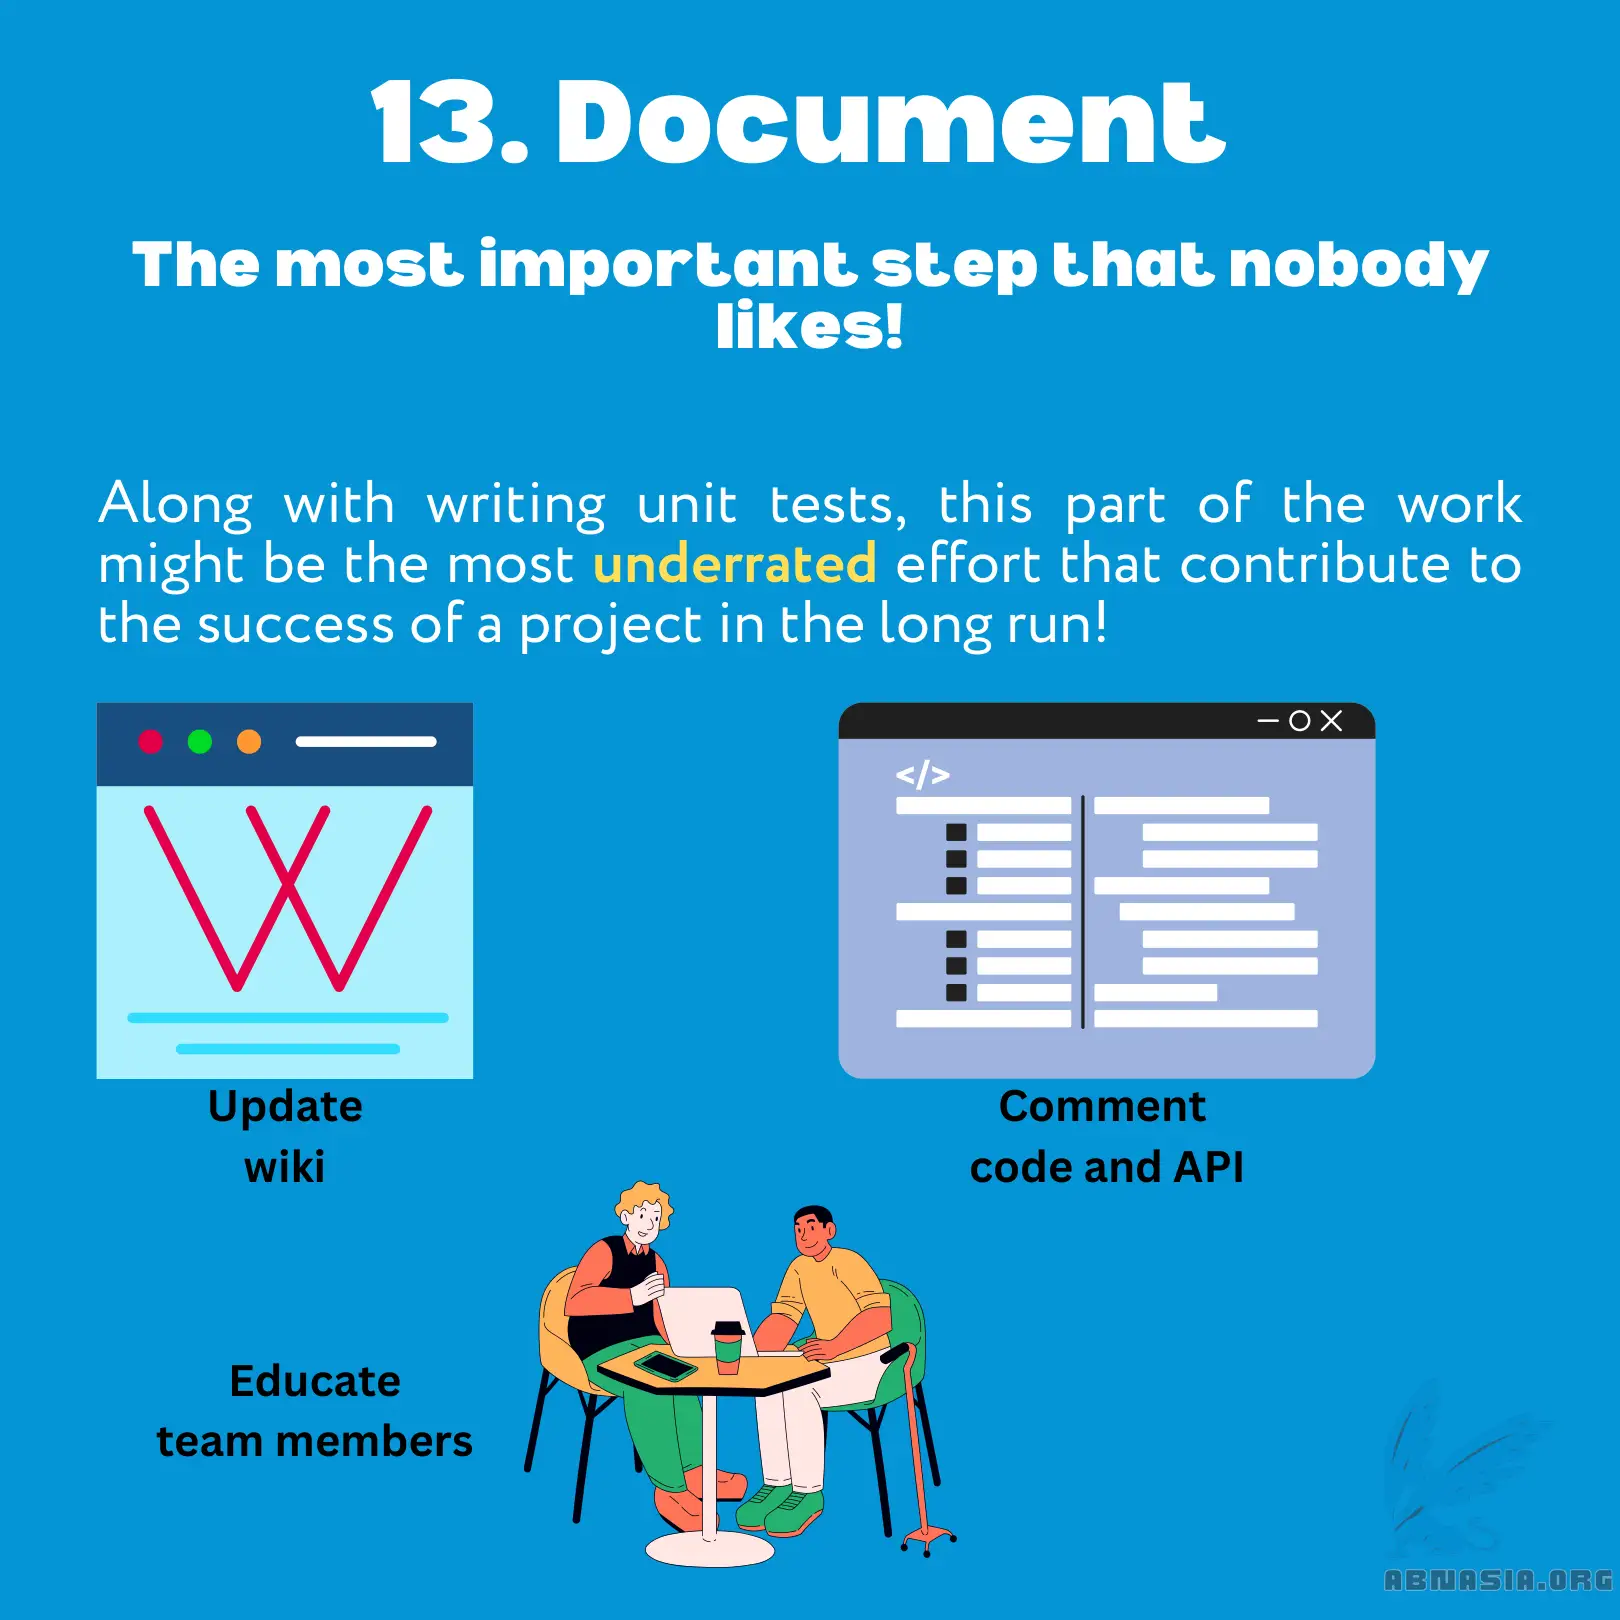 13. Document
The most important step that nobody
likes!
Along with writing unit tests, this part of the work
might be the most underrated effort that contribute to
the success of a project in the long run!
W
</>
Update
wiki
Comment
code and API
Educate
team members
ABNASIA.ORG